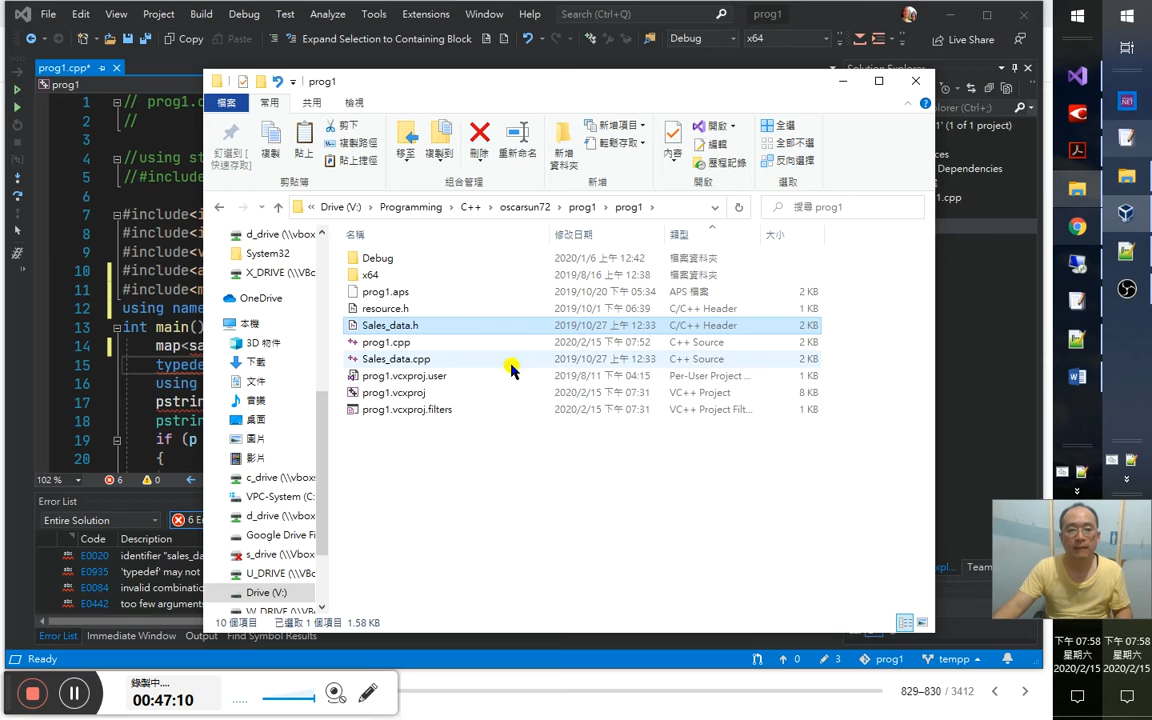 File Edit View Project Build Debug Test Analyze Tools Extensions Window Help Search (Ctrl+Q) prog1
Copy Paste Expand Selection to Containing Block Debug x64 Live Share
prog1.cpp*
prog1
1 // prog1.c
2 //
3
4 //using st
5 //#include
6
7 #include<i
8 #include<i
9 #include<v
10 #include<a
11 #include<m
12 using name
13 int main()
14 map<sa
15 typede
16 using
17 pstrin
18 pstrin
19 if (p
20 {
102 % 6 0
Error List
Entire Solution 6 E
Code Description
E0020 identifier "sales_da
E0935 'typedef' may not
E0084 invalid combinatio
E0442 too few arguments
Error List Immediate Window Output Find Symbol Results
Ready 0 3 prog1 tempp
prog1
檔案 常用 共用 檢視
釘選到 [
快速存取]
複製
貼上
剪下
複製路徑
貼上捷徑
剪貼簿
移至 複製到 刪除 重新命名
組合管理
新增
資料夾
新增項目
輕鬆存取
新增
內容
開啟
編輯
歷程記錄
開啟
全選
全部不選
反向選擇
選取
« Drive (V:) Programming C++ oscarsun72 prog1 prog1
搜尋 prog1
名稱 修改日期 類型 大小
Debug 2020/1/6 上午 12:42 檔案資料夾
x64 2019/8/16 上午 12:38 檔案資料夾
prog1.aps 2019/10/20 下午 05:34 APS 檔案 2 KB
resource.h 2019/10/1 下午 06:39 C/C++ Header 1 KB
Sales_data.h 2019/10/27 上午 12:33 C/C++ Header 2 KB
prog1.cpp 2020/2/15 下午 07:52 C++ Source 2 KB
Sales_data.cpp 2019/10/27 上午 12:33 C++ Source 2 KB
prog1.vcxproj.user 2019/8/11 下午 04:15 Per-User Project ... 1 KB
prog1.vcxproj 2020/2/15 下午 07:31 VC++ Project 8 KB
prog1.vcxproj.filters 2020/2/15 下午 07:31 VC++ Project Filt... 1 KB
d_drive (\\vbox
System32
X_DRIVE (\\VBc
OneDrive
本機
3D 物件
下載
文件
音樂
桌面
圖片
影片
c_drive (\\vbox
VPC-System (C:
d_drive (\\vbox
Google Drive Fi
s_drive (\\Vbox
U_DRIVE (\\VBc
Drive (V:)
W_DRIVE (\\VB
10 個項目 已選取 1 個項目 1.58 KB
Solution Explorer
orer (Ctrl+;)
1' (1 of 1 project)
ces
Dependences
.cpp
Team
錄製中...
00:47:10
829–830 / 3412
下午 07:58
星期六
2020/2/15
下午 07:58
星期六
2020/2/15